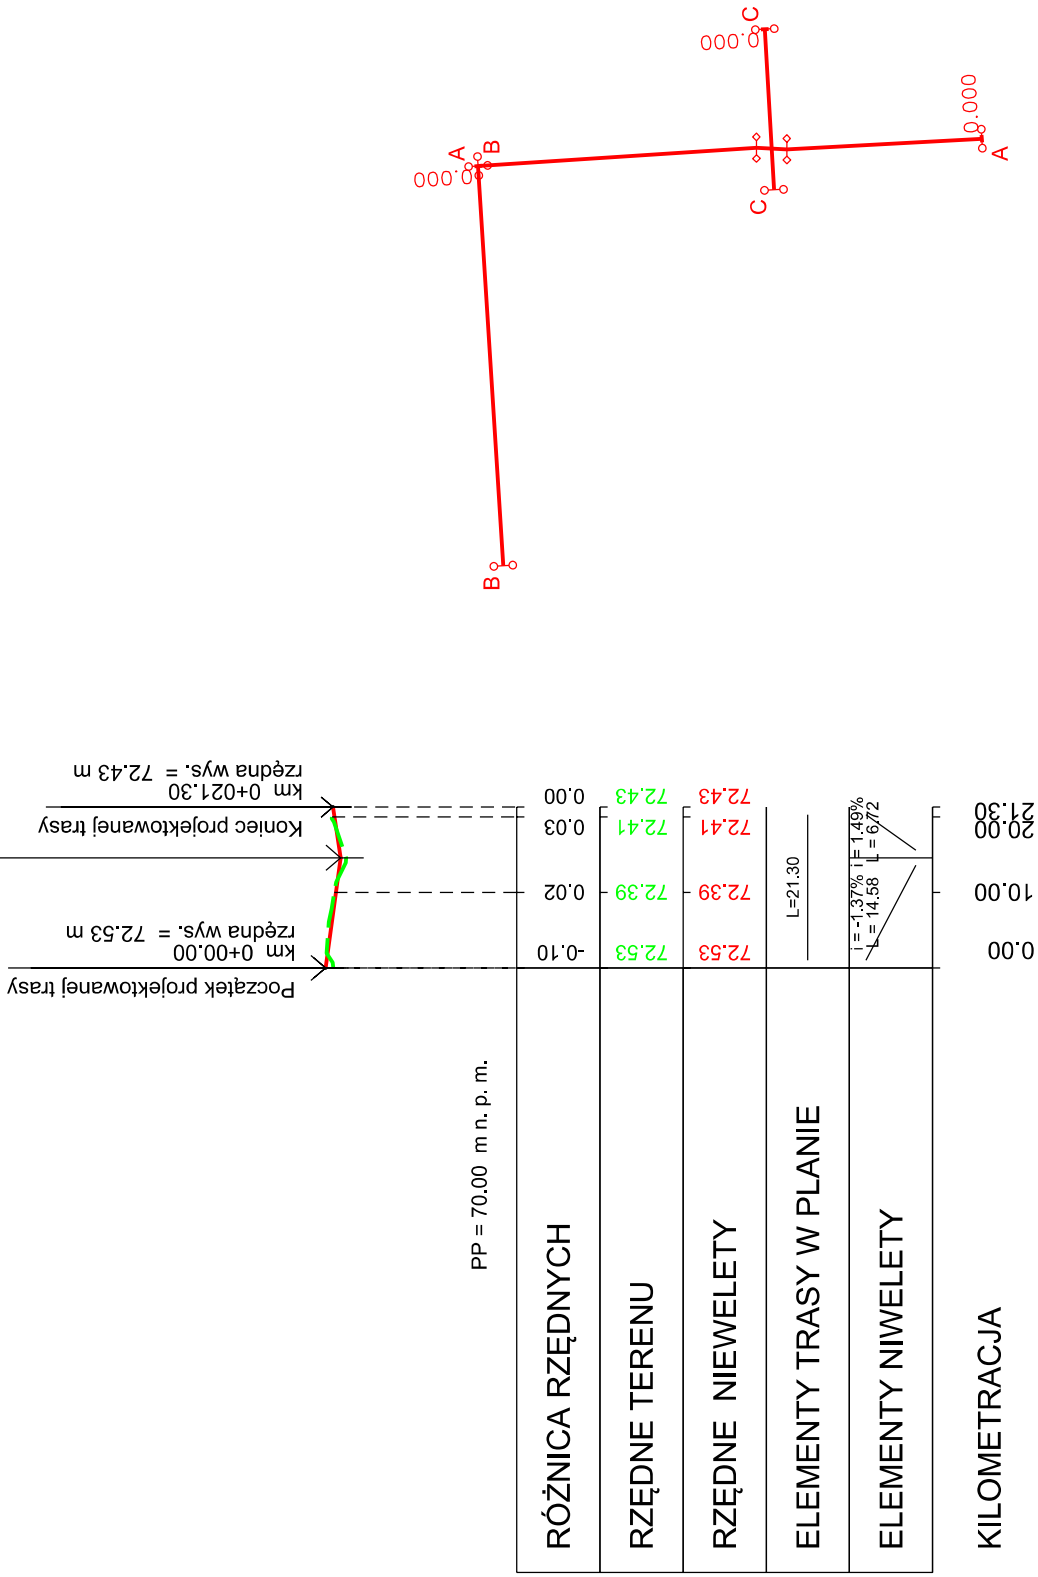 Początek projektowanej trasy
km 0+00.00
rzędna wys. = 72.53 m
Koniec projektowanej trasy
km 0+021.30
rzędna wys. = 72.43 m
PP = 70.00 m n. p. m.
RÓŻNICA RZĘDNYCH
-0.10 0.02 0.03 0.00
RZĘDNE TERENU
72.53 72.39 72.41 72.43
RZĘDNE NIEWELETY
72.53 72.39 72.41 72.43
ELEMENTY TRASY W PLANIE
L=21.30
ELEMENTY NIWELETY
i = -1.37% i = 1.49%
L = 14.58 L = 6.72
KILOMETRACJA
0.00 10.00 20.00 21.30
B
A
B
0.000
C
C
0.000
A
0.000